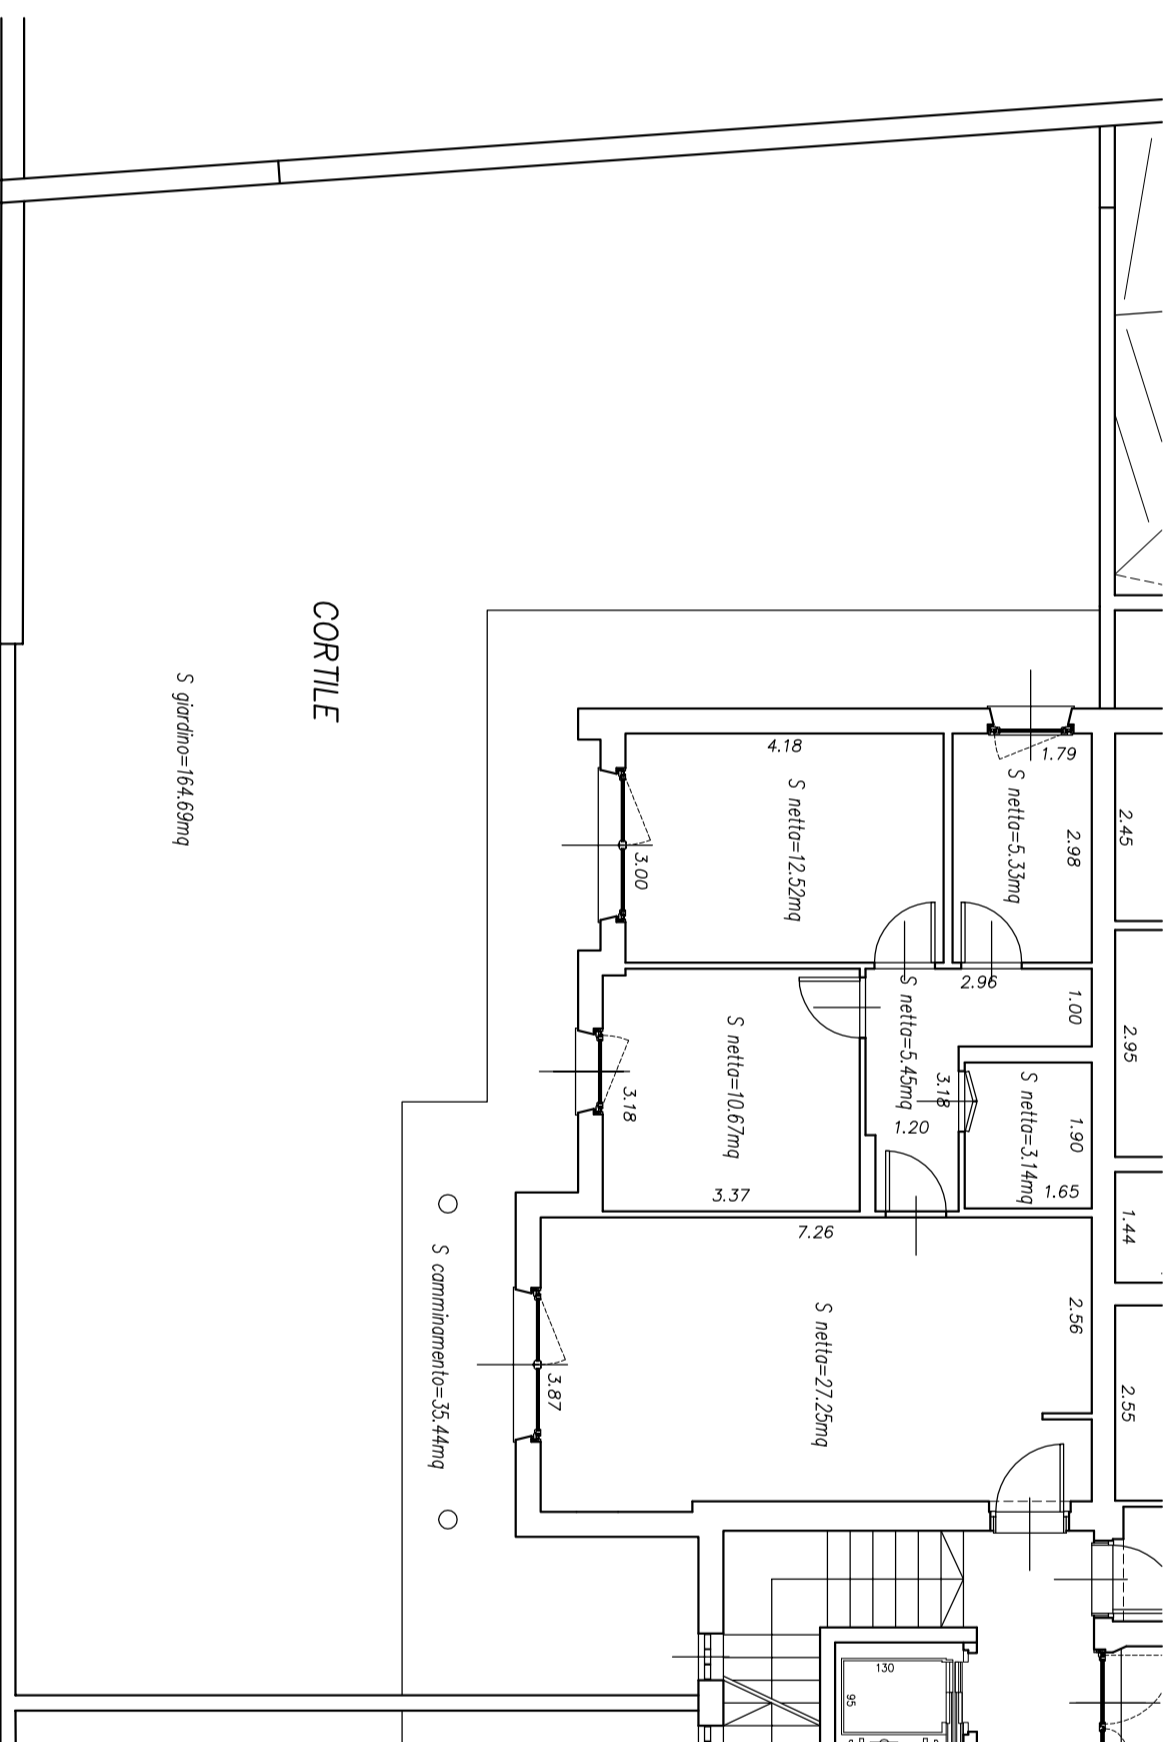 CORTILE
S giardino=164.69mq
4.18
S netta=12.52mq
3.00
1.79
S netta=5.33mq
2.98
2.45
2.96
1.00
S netta=5.45mq
3.18
1.20
S netta=10.67mq
3.18
3.37
S netta=3.14mq
1.90
1.65
2.95
1.44
7.26
2.56
S netta=27.25mq
3.87
2.55
S camminamento=35.44mq
130
95